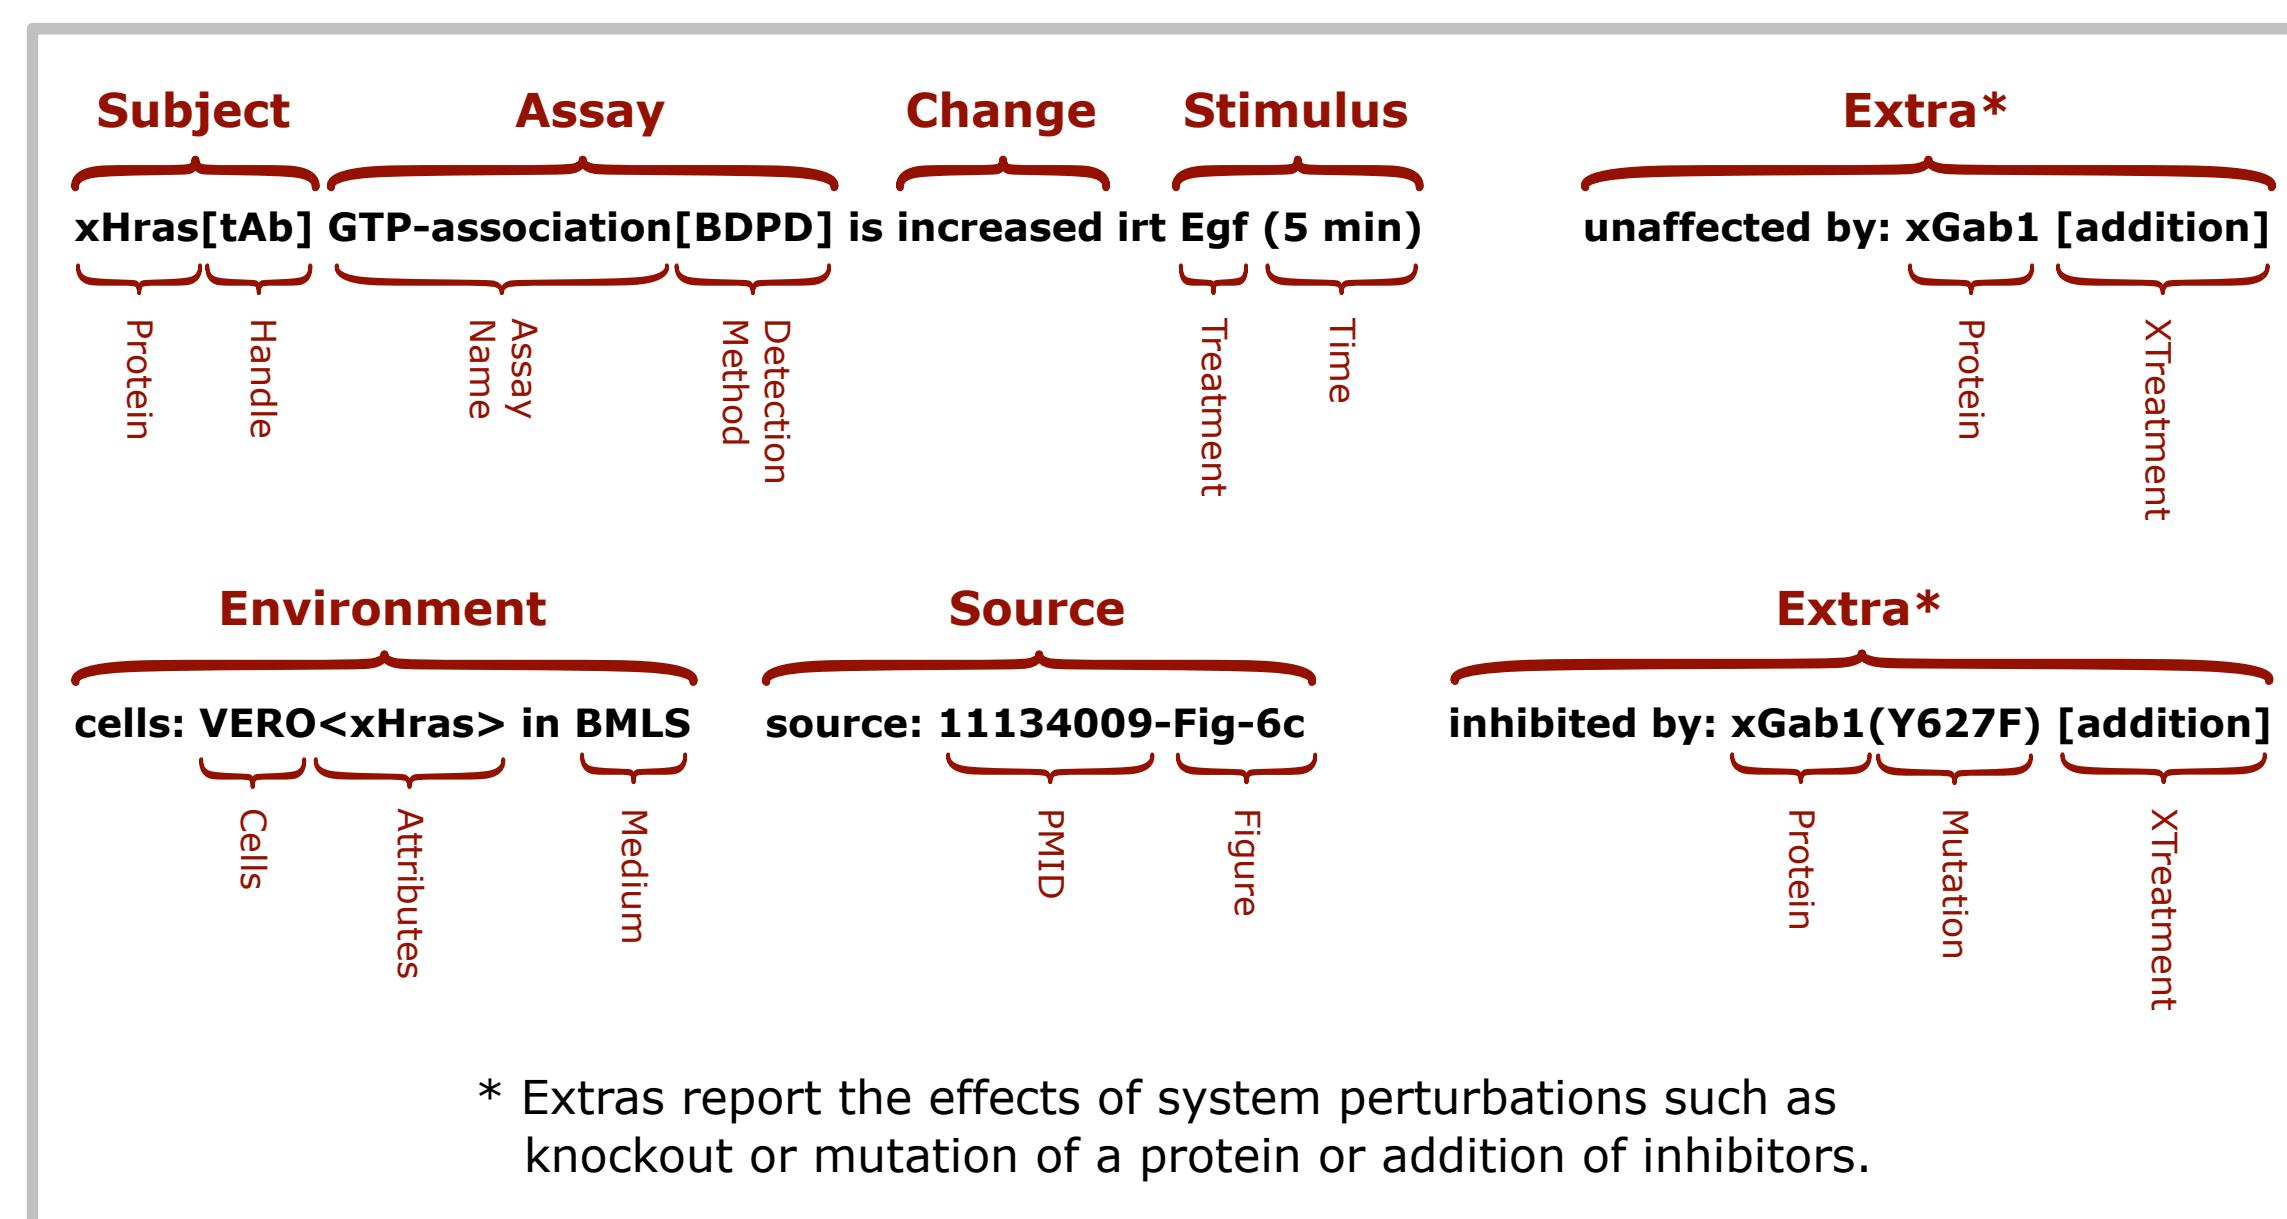 Subject Assay Change Stimulus Extra*
xHras[tAb] GTP-association[BDPD] is increased irt Egf (5 min) unaffected by: xGab1 [addition]
Protein Handle Assay Name Detection Method Treatment Time Protein XTreatment
Environment Source Extra*
cells: VERO<xHras> in BMLS source: 11134009-Fig-6c inhibited by: xGab1(Y627F) [addition]
Cells Attributes Medium PMID Figure Protein Mutation XTreatment
* Extras report the effects of system perturbations such as
knockout or mutation of a protein or addition of inhibitors.